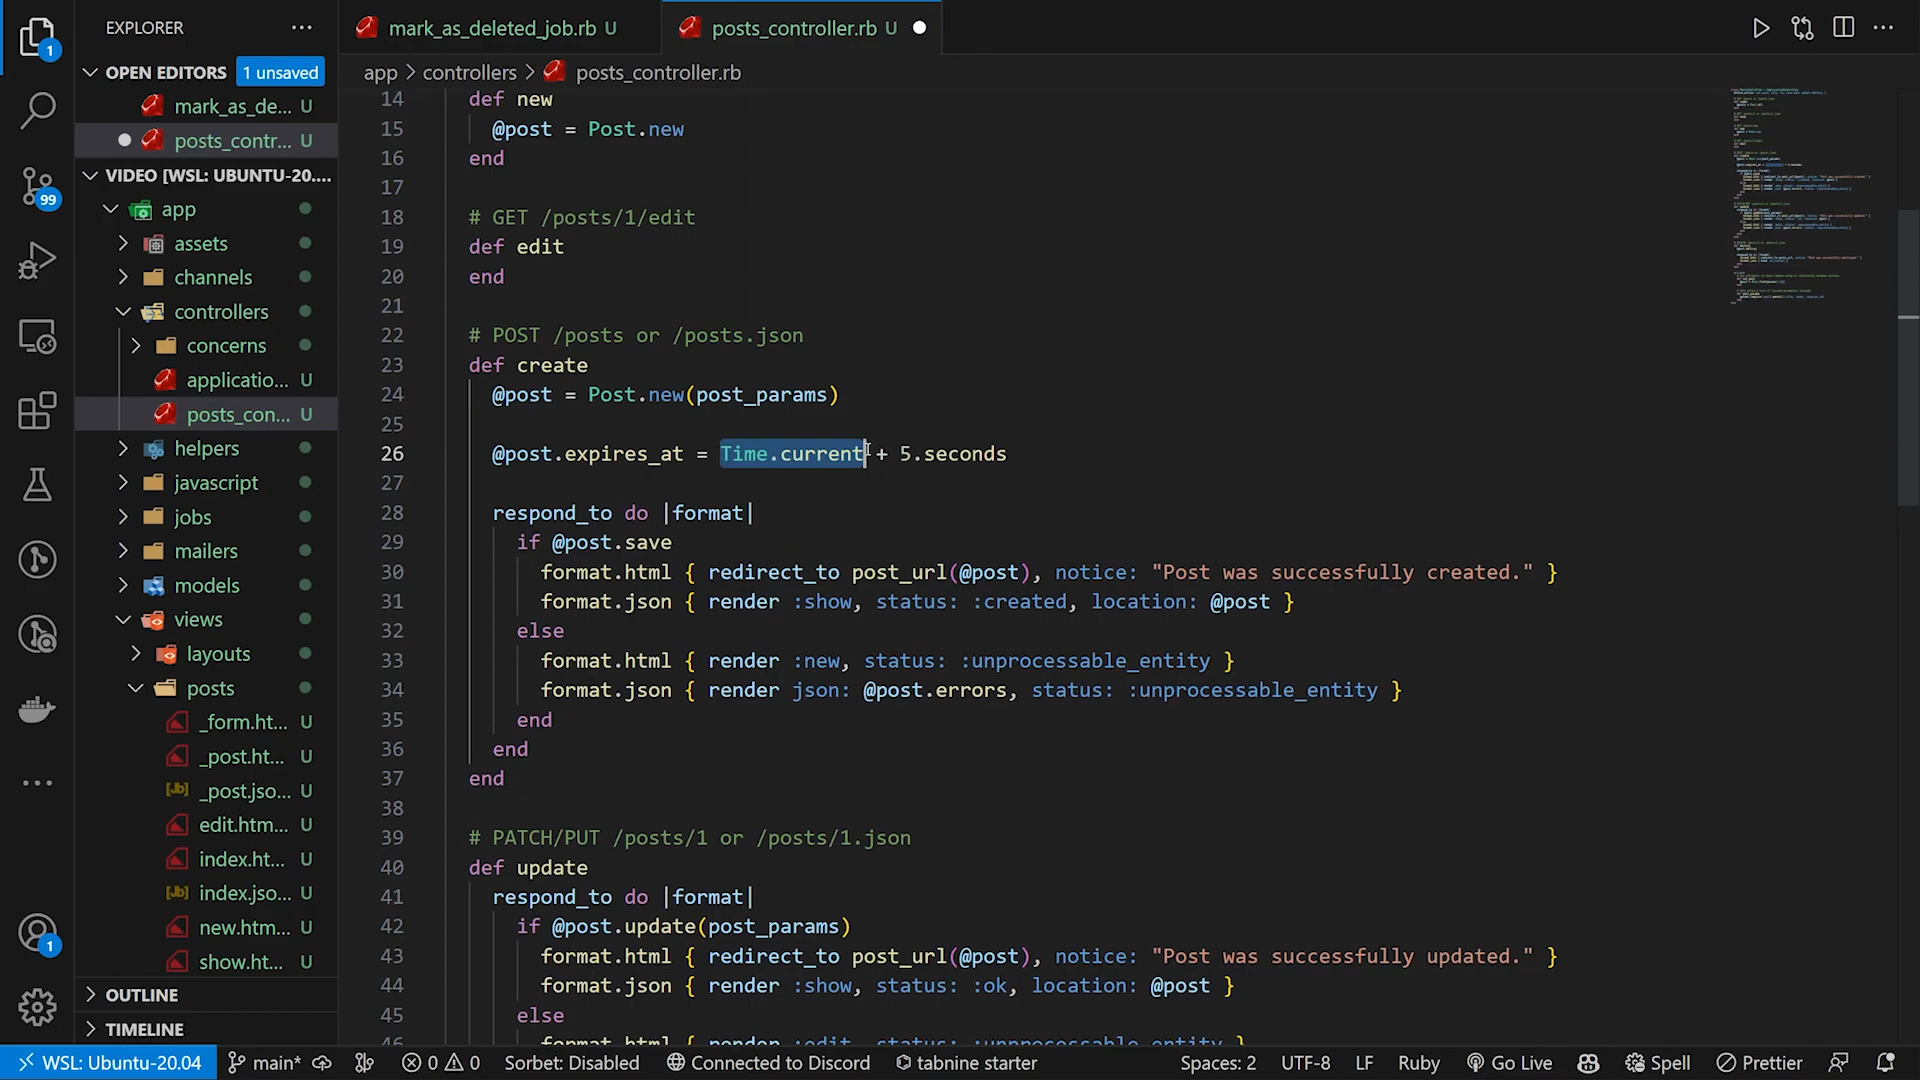 EXPLORER
mark_as_deleted_job.rb U
posts_controller.rb U
1
OPEN EDITORS 1 unsaved
app > controllers > posts_controller.rb
mark_as_de... U
posts_contr... U
VIDEO [WSL: UBUNTU-20....
99
app
assets
channels
controllers
concerns
applicatio... U
posts_con... U
helpers
javascript
jobs
mailers
models
views
layouts
posts
_form.ht... U
_post.ht... U
_post.jso... U
edit.htm... U
index.ht... U
index.jso... U
new.htm... U
show.ht... U
1
OUTLINE
TIMELINE
14 def new
15 @post = Post.new
16 end
17
18 # GET /posts/1/edit
19 def edit
20 end
21
22 # POST /posts or /posts.json
23 def create
24 @post = Post.new(post_params)
25
26 @post.expires_at = Time.current + 5.seconds
27
28 respond_to do |format|
29 if @post.save
30 format.html { redirect_to post_url(@post), notice: "Post was successfully created." }
31 format.json { render :show, status: :created, location: @post }
32 else
33 format.html { render :new, status: :unprocessable_entity }
34 format.json { render json: @post.errors, status: :unprocessable_entity }
35 end
36 end
37 end
38
39 # PATCH/PUT /posts/1 or /posts/1.json
40 def update
41 respond_to do |format|
42 if @post.update(post_params)
43 format.html { redirect_to post_url(@post), notice: "Post was successfully updated." }
44 format.json { render :show, status: :ok, location: @post }
45 else
46 format.html { render :edit, status: :unprocessable_entity }
WSL: Ubuntu-20.04 main* 0 0 Sorbet: Disabled Connected to Discord tabnine starter Spaces: 2 UTF-8 LF Ruby Go Live Spell Prettier